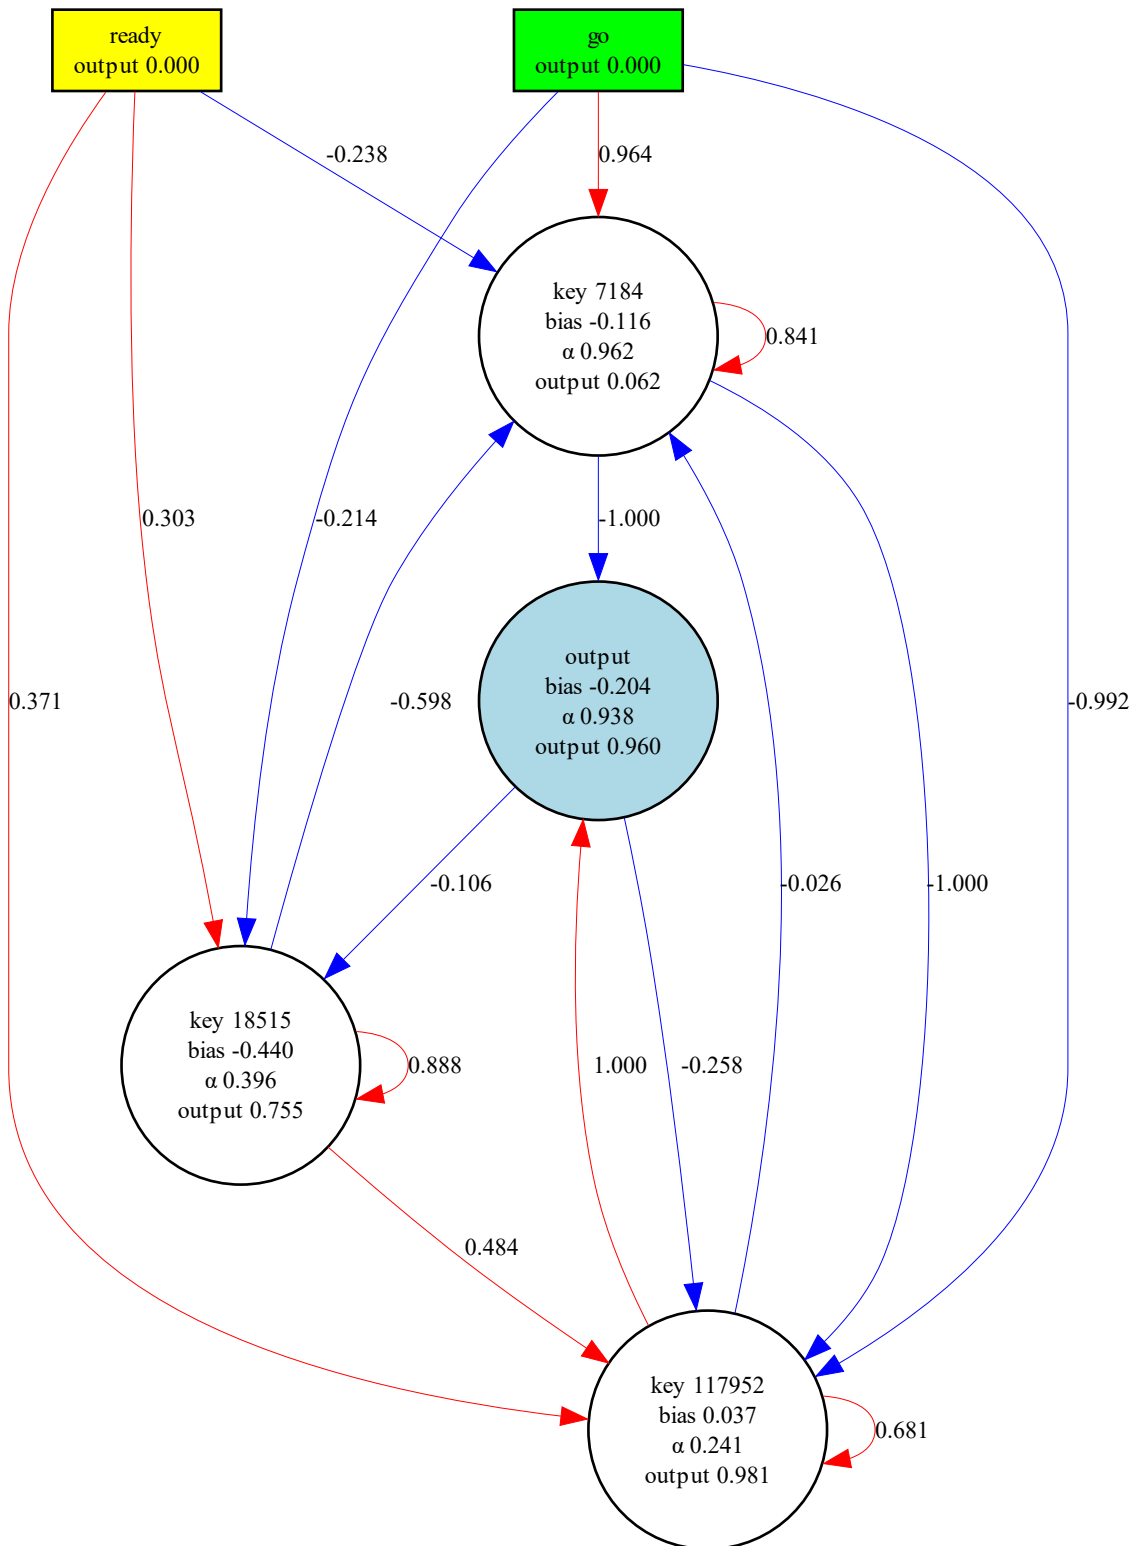 ready
output 0.000
go
output 0.000
-0.238
0.964
key 7184
bias -0.116
α 0.962
output 0.062
0.841
0.303
-0.214
-1.000
0.371
-0.598
output
bias -0.204
α 0.938
output 0.960
-0.992
-0.106
-0.026
-1.000
key 18515
bias -0.440
α 0.396
output 0.755
0.888
1.000
-0.258
0.484
key 117952
bias 0.037
α 0.241
output 0.981
0.681